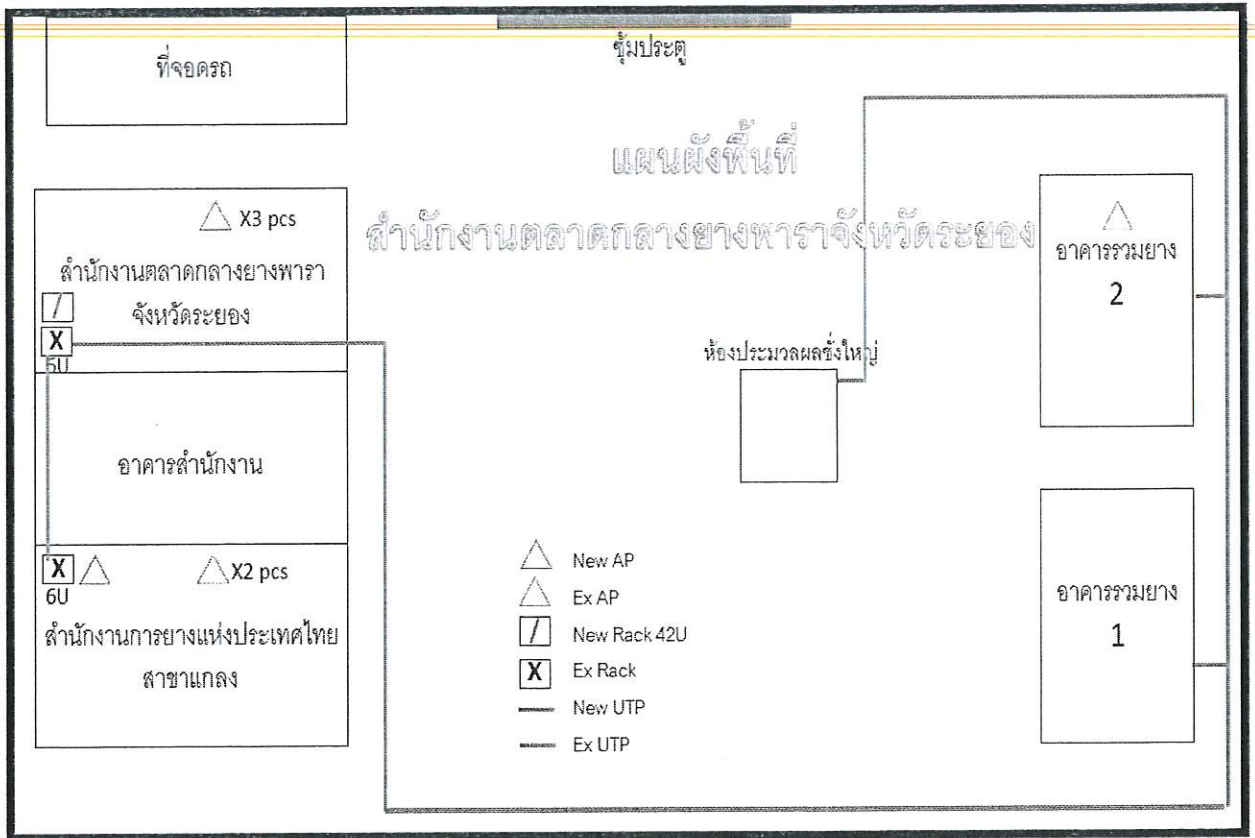 ซุ้มประตู
ที่จอดรถ
แผนผังพื้นที่
สำนักงานตลาดกลางยางพาราจังหวัดระยอง
X3 pcs
สำนักงานตลาดกลางยางพารา
จังหวัดระยอง
/
X
5U
อาคารสำนักงาน
X
6U
X2 pcs
สำนักงานการยางแห่งประเทศไทย
สาขาแกลง
ห้องประมวลผลชั่งใหญ่
อาคารรวมยาง
2
อาคารรวมยาง
1
New AP
Ex AP
/ New Rack 42U
X Ex Rack
New UTP
Ex UTP